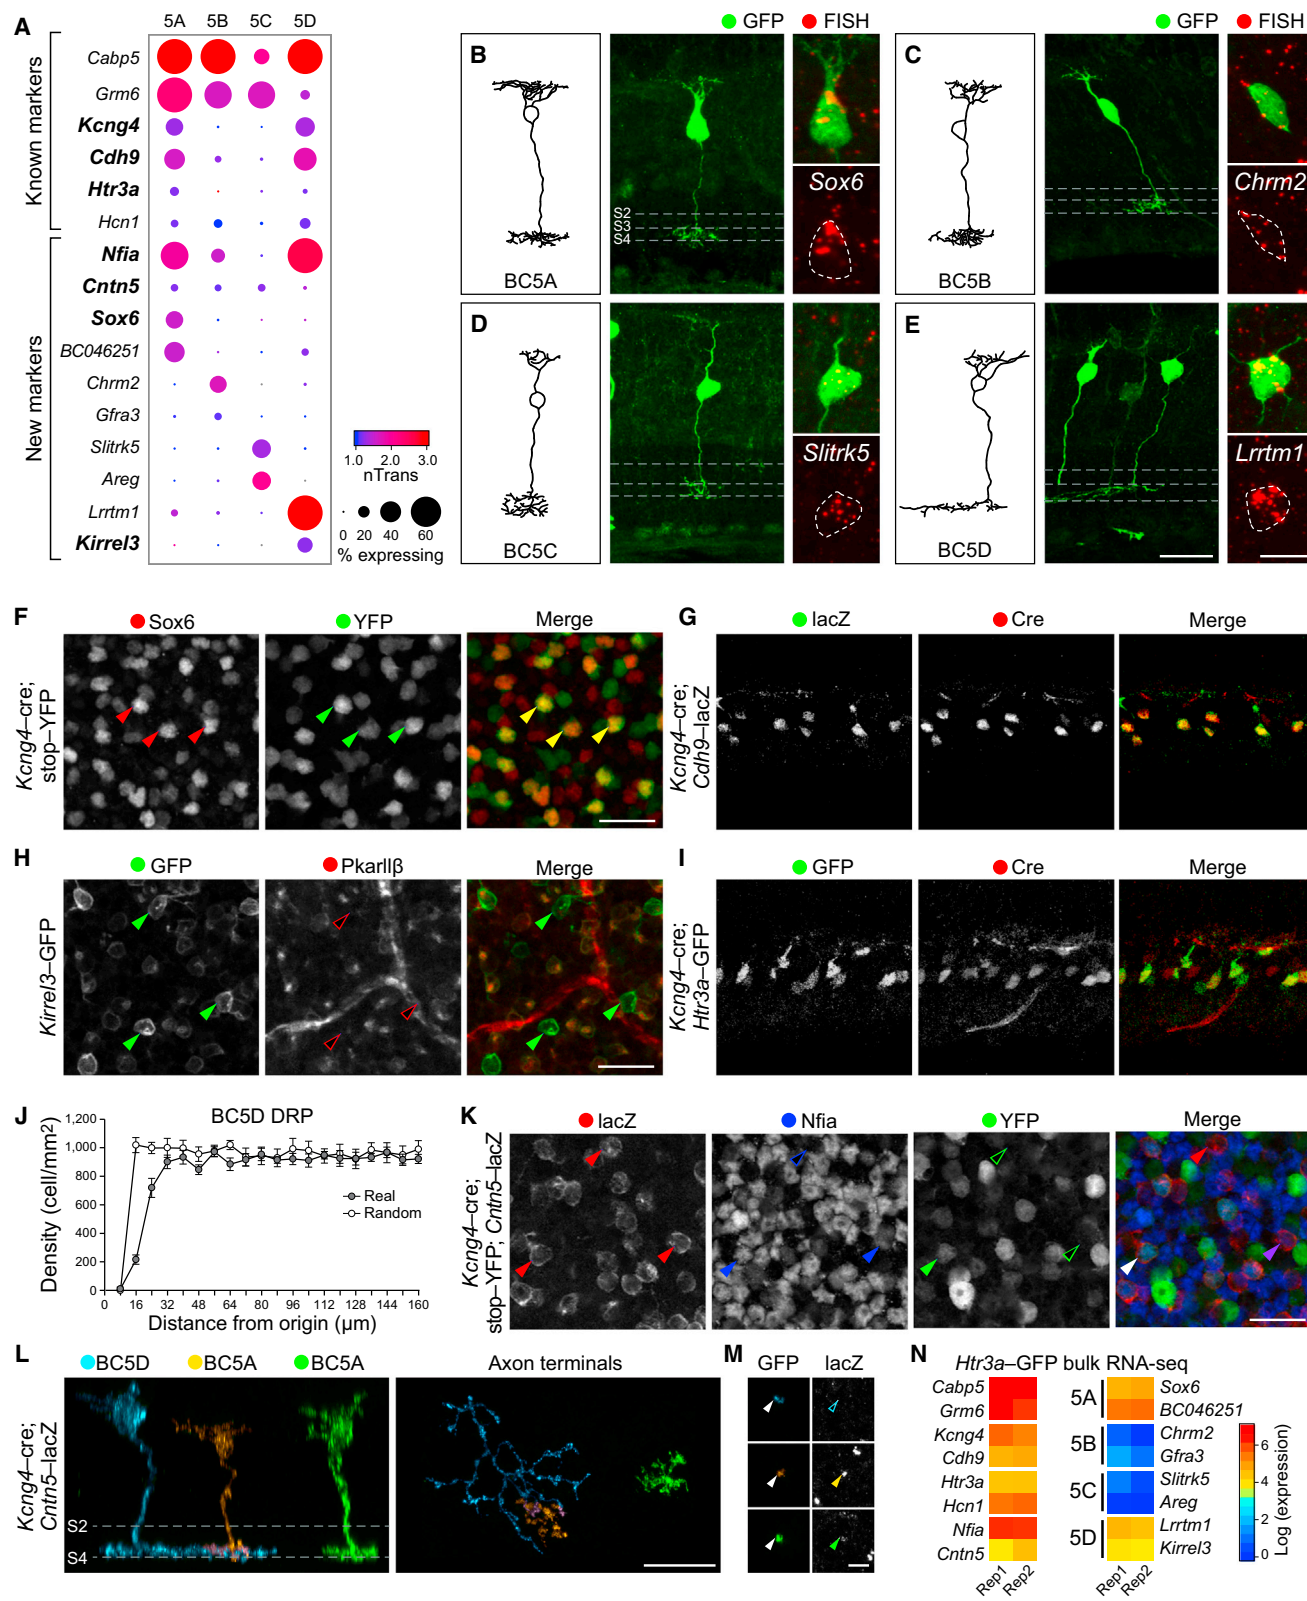 A
5A 5B 5C 5D
Known markers
Cabp5
Grm6
Kcng4
Cdh9
Htr3a
Hcn1
New markers
Nfia
Cntn5
Sox6
BC046251
Chrm2
Gfra3
Slitrk5
Areg
Lrrtm1
Kirrel3
1.0 2.0 3.0
nTrans
0 20 40 60
% expressing
GFP FISH
B
BC5A
S2
S3
S4
Sox6
GFP FISH
C
BC5B
Chrm2
D
BC5C
Slitrk5
E
BC5D
Lrrtm1
F
Sox6 YFP Merge
Kcng4–cre;
stop–YFP
G
lacZ Cre Merge
Kcng4–cre;
Cdh9–lacZ
H
GFP PkarIIβ Merge
Kirrel3–GFP
I
GFP Cre Merge
Kcng4–cre;
Htr3a–GFP
J
BC5D DRP
Density (cell/mm2)
1,200
1,000
800
600
400
200
0
Real
Random
0 16 32 48 64 80 96 112 128 144 160
Distance from origin (µm)
K
lacZ Nfia YFP Merge
Kcng4–cre;
stop–YFP; Cntn5–lacZ
L
BC5D BC5A BC5A Axon terminals
Kcng4–cre;
Cntn5–lacZ
S2
S4
M
GFP lacZ
N
Htr3a–GFP bulk RNA-seq
Cabp5
Grm6
Kcng4
Cdh9
Htr3a
Hcn1
Nfia
Cntn5
Rep1 Rep2
5A Sox6
BC046251
5B Chrm2
Gfra3
5C Slitrk5
Areg
5D Lrrtm1
Kirrel3
Rep1 Rep2
6
4
2
0
Log (expression)